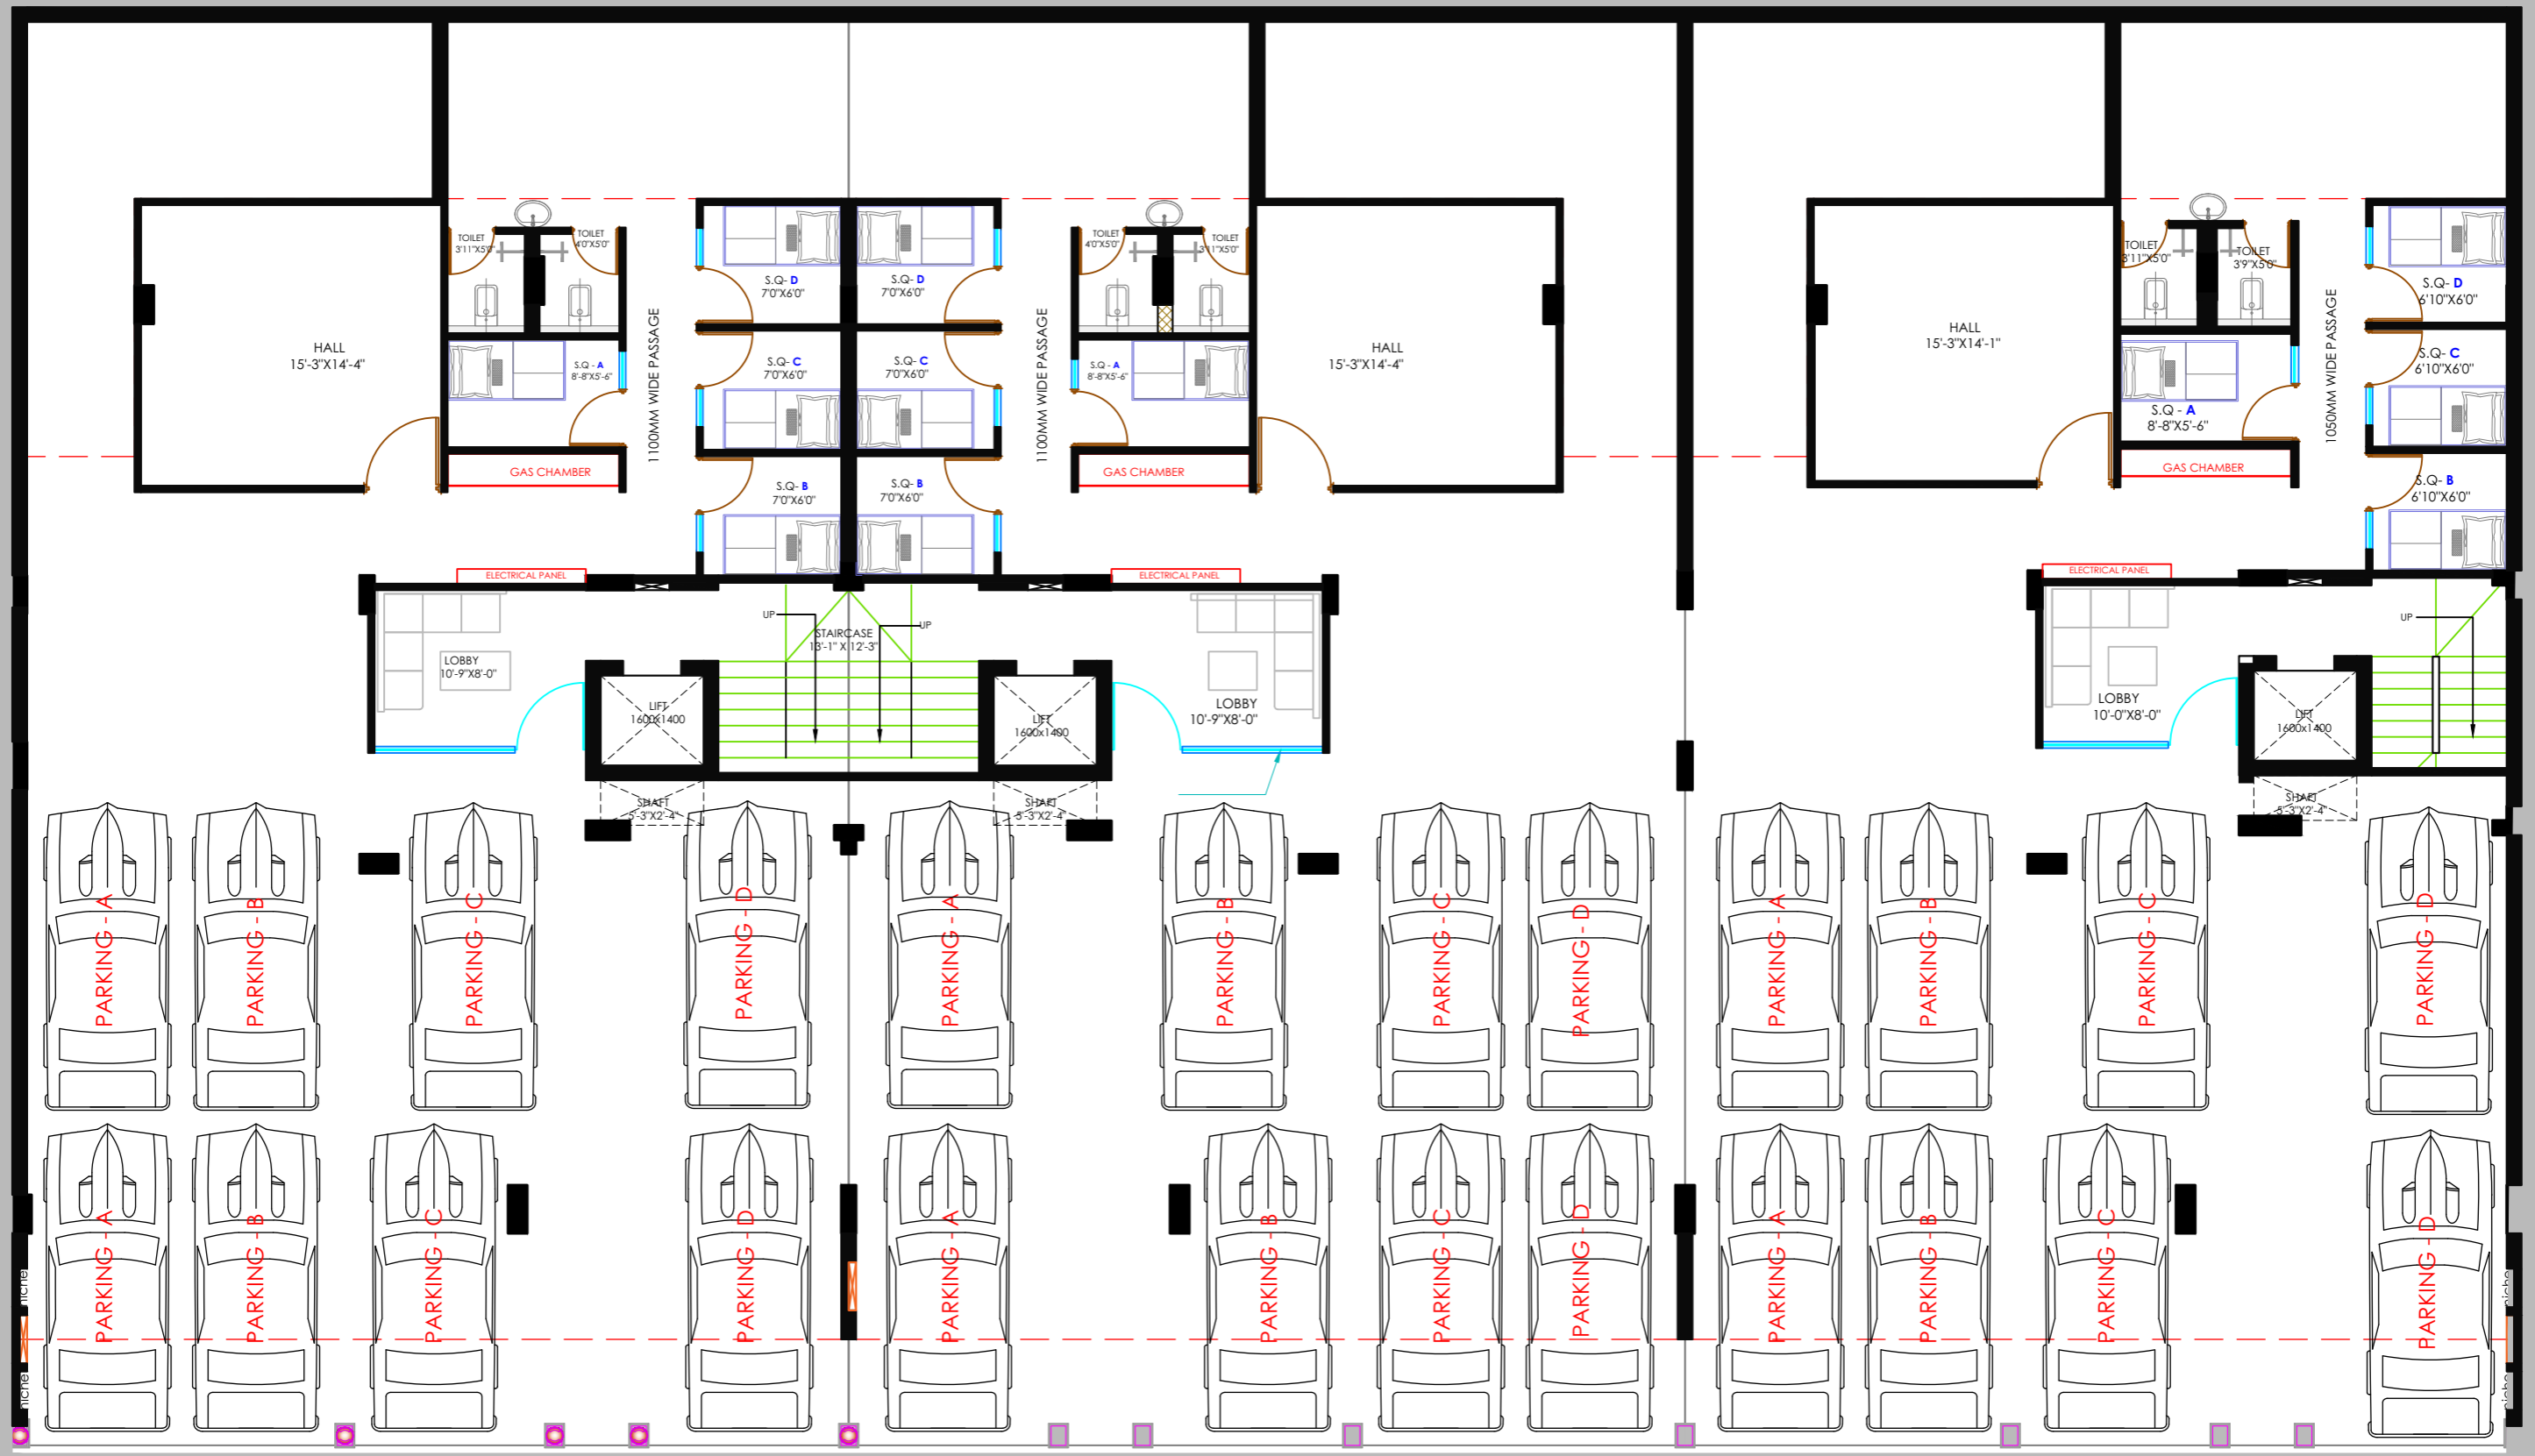 TOILET
3'11"X5'0"
TOILET
4'0"X5'0"
S.Q- D
7'0"X6'0"
S.Q- D
7'0"X6'0"
TOILET
4'0"X5'0"
TOILET
3'11"X5'0"
TOILET
3'11"X5'0"
TOILET
3'9"X5'0"
S.Q- D
6'10"X6'0"
HALL
15'-3"X14'-4"
S.Q - A
8'-8"X5'-6"
1100MM WIDE PASSAGE
S.Q- C
7'0"X6'0"
S.Q- C
7'0"X6'0"
1100MM WIDE PASSAGE
S.Q - A
8'-8"X5'-6"
HALL
15'-3"X14'-4"
HALL
15'-3"X14'-1"
S.Q - A
8'-8"X5'-6"
1050MM WIDE PASSAGE
S.Q- C
6'10"X6'0"
GAS CHAMBER
S.Q- B
7'0"X6'0"
S.Q- B
7'0"X6'0"
GAS CHAMBER
GAS CHAMBER
S.Q- B
6'10"X6'0"
ELECTRICAL PANEL
ELECTRICAL PANEL
ELECTRICAL PANEL
UP
UP
UP
STAIRCASE
13'-1" X 12'-3"
LOBBY
10'-9"X8'-0"
LIFT
1600X1400
LIFT
1600x1400
LOBBY
10'-9"X8'-0"
LOBBY
10'-0"X8'-0"
LIFT
1600x1400
SHAFT
5'-3"X2'-4"
SHAFT
5'-3"X2'-4"
SHAFT
5'-3"X2'-4"
PARKING - A
PARKING - B
PARKING - C
PARKING - D
PARKING - A
PARKING - B
PARKING - C
PARKING - D
PARKING - A
PARKING - B
PARKING - C
PARKING - D
PARKING - A
PARKING - B
PARKING - C
PARKING - D
PARKING - A
PARKING - B
PARKING - C
PARKING - D
PARKING - A
PARKING - B
PARKING - C
PARKING - D
niche
niche
niche
niche